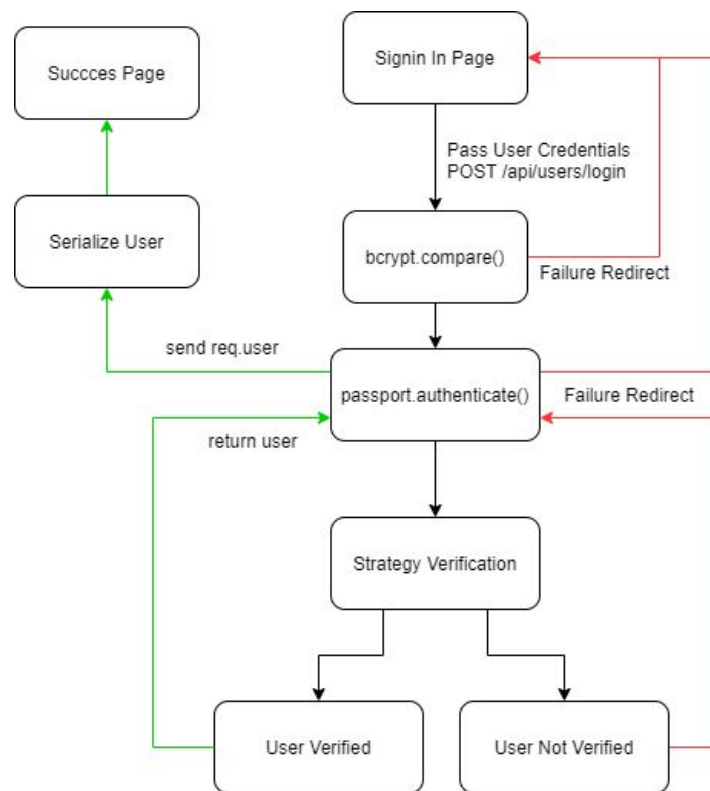 Succces Page
Signin In Page
Pass User Credentials
POST /api/users/login
Serialize User
bcrypt.compare()
Failure Redirect
send req.user
passport.authenticate()
Failure Redirect
return user
Strategy Verification
User Verified
User Not Verified